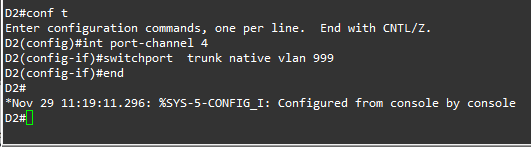 D2#conf t
Enter configuration commands, one per line.  End with CNTL/Z.
D2(config)#int port-channel 4
D2(config-if)#switchport  trunk native vlan 999
D2(config-if)#end
D2#
*Nov 29 11:19:11.296: %SYS-5-CONFIG_I: Configured from console by console
D2#